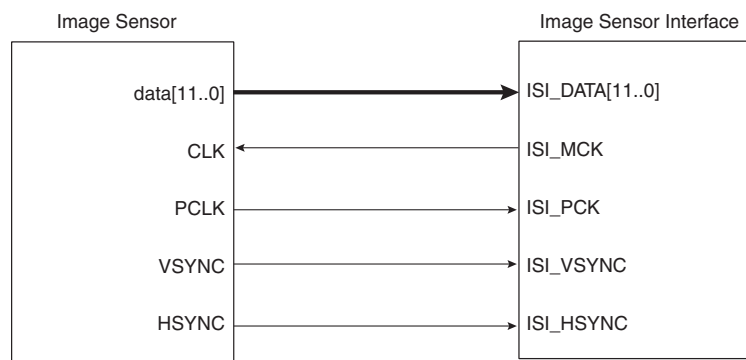 Image Sensor
Image Sensor Interface
data[11..0]
ISI_DATA[11..0]
CLK
ISI_MCK
PCLK
ISI_PCK
VSYNC
ISI_VSYNC
HSYNC
ISI_HSYNC